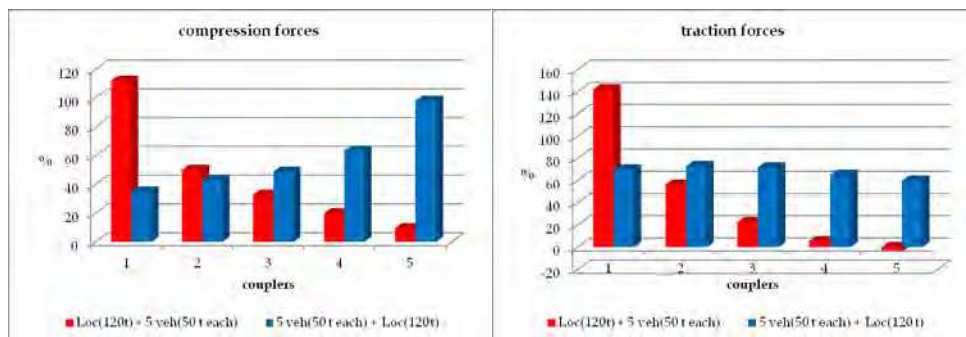 compression forces
120
100
80
60
40
20
0
%
1 2 3 4 5
couplers
Loc(120t) + 5 veh(50 t each) 5 veh(50 t each) + Loc(120t)
traction forces
160
140
120
100
80
60
40
20
0
-20
%
1 2 3 4 5
couplers
Loc(120t) + 5 veh(50 t each) 5 veh(50 t each) + Loc(120 t)